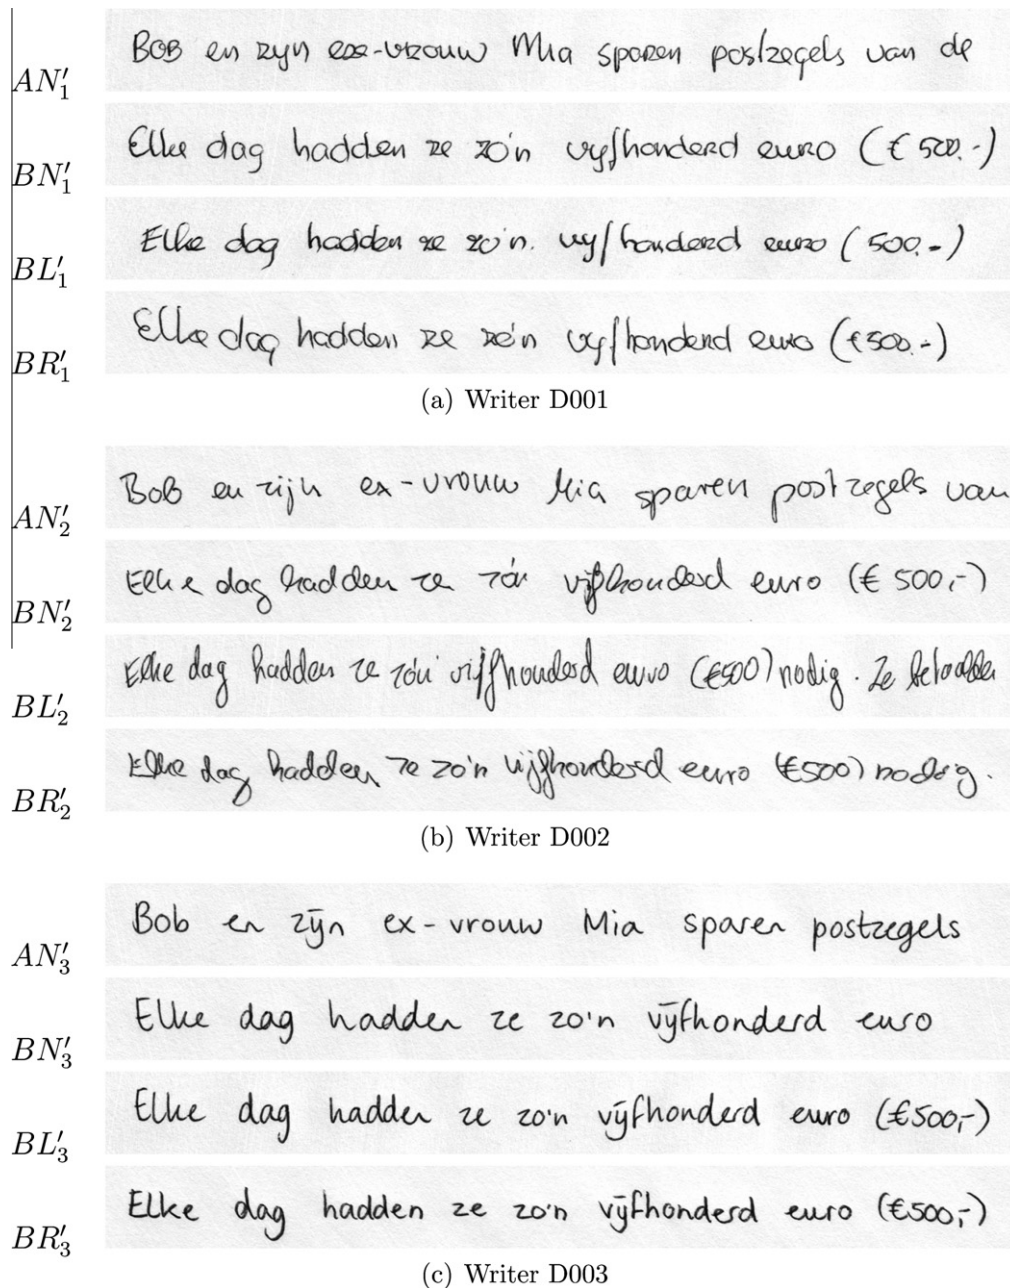 AN′₁ Bob en zyn exe-vrouw Mia sparen postzegels van de
BN′₁ Elke dag hadden ze zo'n vyfhonderd euro (€ 500.-)
BL′₁ Elke dag hadden ze zo'n. vyfhonderd euro (500.-)
BR′₁ Elke dag hadden ze zo'n vyfhonderd euro (€500.-)
(a) Writer D001
AN′₂ Bob en zijn ex-vrouw Mia sparen postzegels van
BN′₂ Elke dag hadden ze zo'n vijfhonderd euro (€ 500,-)
BL′₂ Elke dag hadden ze zo'n vijfhonderd euro (€500) nodig. Ze betaalden
BR′₂ Elke dag hadden ze zo'n vijfhonderd euro (€500) nodig.
(b) Writer D002
AN′₃ Bob en zijn ex-vrouw Mia sparen postzegels
BN′₃ Elke dag hadden ze zo'n vijfhonderd euro
BL′₃ Elke dag hadden ze zo'n vijfhonderd euro (€500,-)
BR′₃ Elke dag hadden ze zo'n vijfhonderd euro (€500,-)
(c) Writer D003